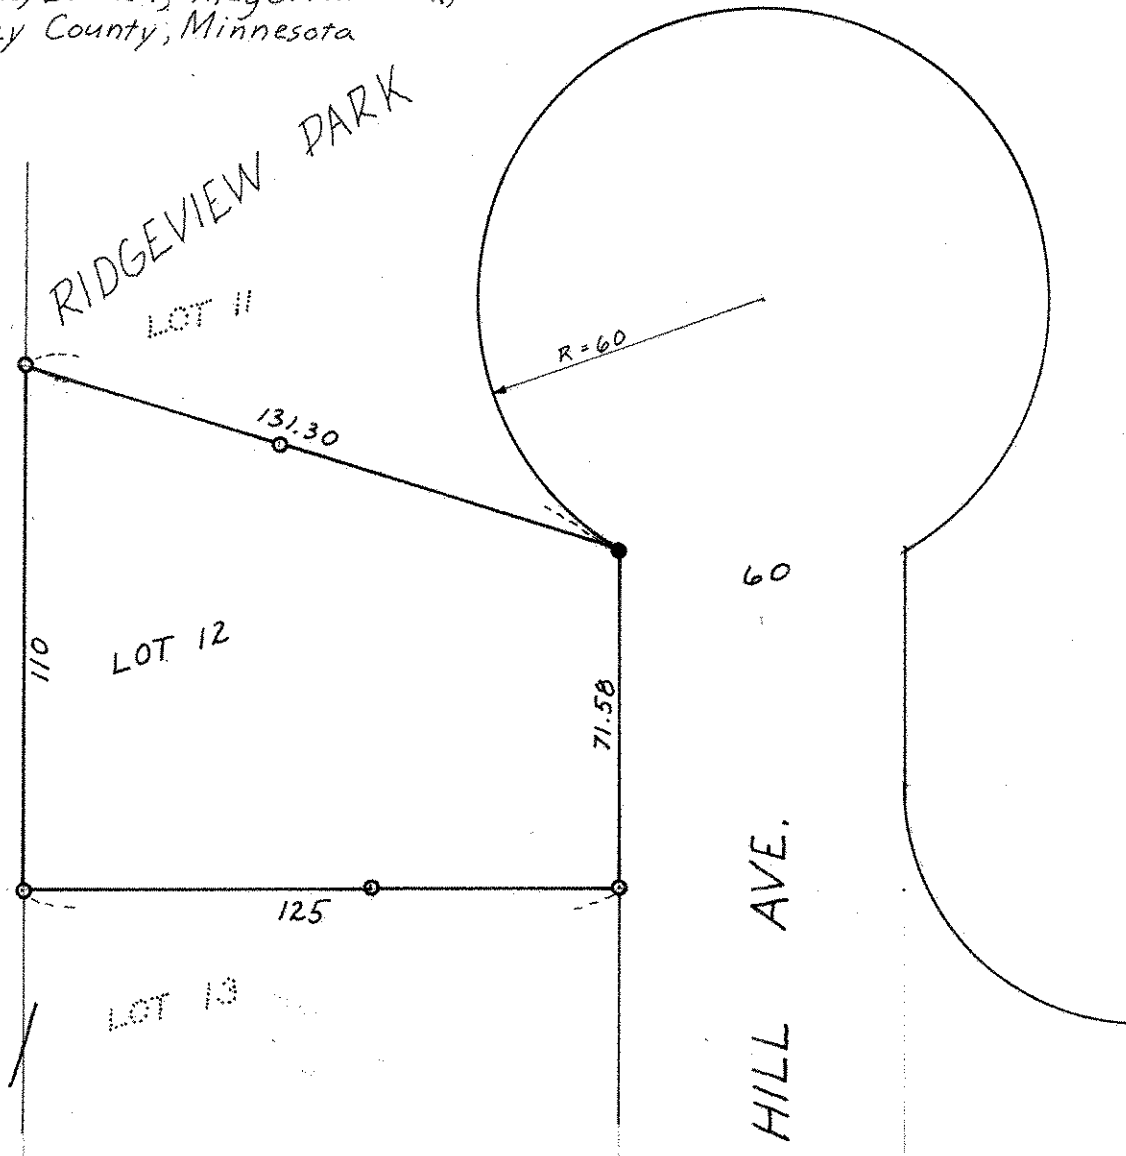 y County, Minnesota
RIDGEVIEW PARK
LOT 11
R=60
131.30
60
LOT 12
110
71.58
125
HILL AVE.
LOT 13